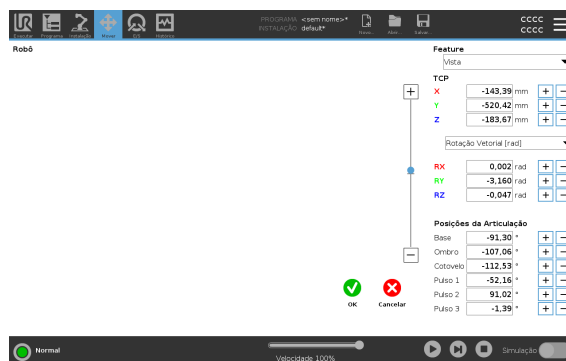 UR
Executar Programa Instalação Mover E/S Histórico
PROGRAMA <sem nome>*
INSTALAÇÃO default*
Novo... Abrir... Salvar...
CCCC
CCCC
Robô
Feature
Vista
TCP
X -143,39 mm + −
Y -520,42 mm + −
Z -183,67 mm + −
Rotação Vetorial [rad]
RX 0,002 rad + −
RY -3,160 rad + −
RZ -0,047 rad + −
Posições da Articulação
Base -91,30 ° + −
Ombro -107,06 ° + −
Cotovelo -112,53 ° + −
Pulso 1 -52,16 ° + −
Pulso 2 91,02 ° + −
Pulso 3 -1,39 ° + −
OK Cancelar
Normal
Velocidade 100%
Simulação